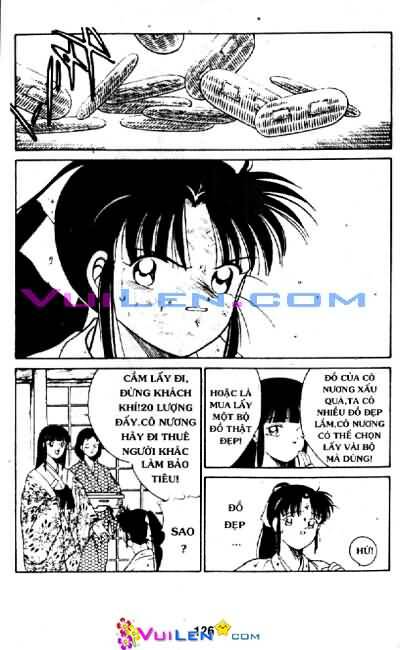 VuiLen.com
CẦM LẤY ĐI,
ĐỪNG KHÁCH
KHÍ!20 LƯỢNG
ĐẤY.CÔ NƯƠNG
HÃY ĐI THUÊ
NGƯỜI KHÁC
LÀM BẢO
TIÊU!
SAO
?
ĐỒ CỦA CÔ
NƯƠNG XẤU
QUA,TA CÓ
NHIỀU ĐỒ ĐẸP
LẮM.CÔ NƯƠNG
CÓ THỂ CHỌN
LẤY VÀI BỘ
MÀ DÙNG!
HOẶC LÀ
MUA LẤY
MỘT BỘ
ĐỒ THẬT
ĐẸP!
ĐỒ
ĐẸP
...
HỨ!
126
VuiLen.com